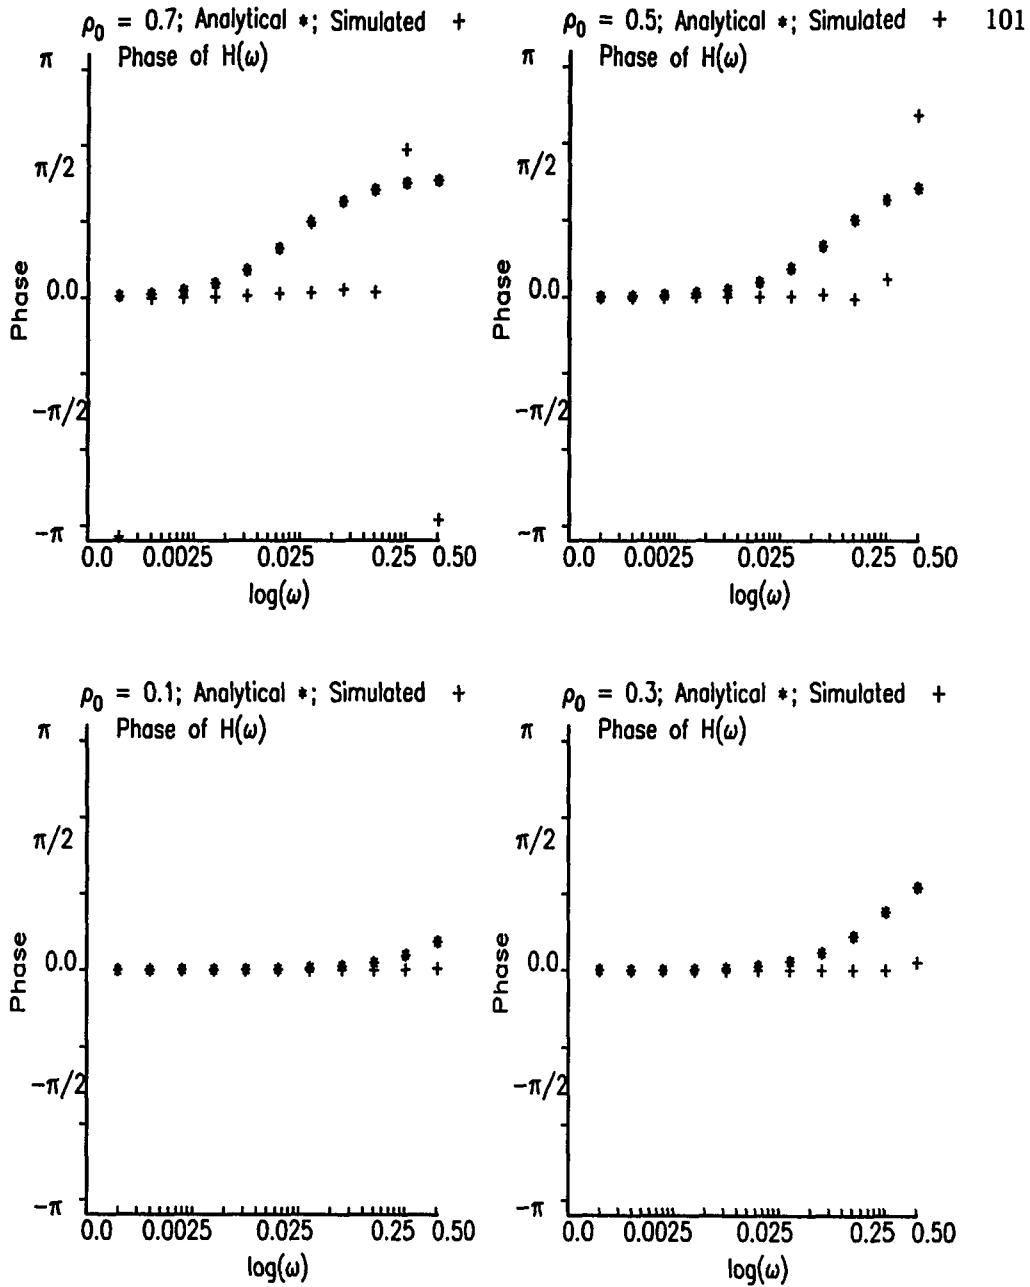 ρ₀ = 0.7; Analytical *; Simulated +
Phase of H(ω)
π
π/2
0.0
−π/2
−π
Phase
0.0 0.0025 0.025 0.25 0.50
log(ω)
ρ₀ = 0.5; Analytical *; Simulated +
101
Phase of H(ω)
π
π/2
0.0
−π/2
−π
Phase
0.0 0.0025 0.025 0.25 0.50
log(ω)
ρ₀ = 0.1; Analytical *; Simulated +
Phase of H(ω)
π
π/2
0.0
−π/2
−π
Phase
0.0 0.0025 0.025 0.25 0.50
log(ω)
ρ₀ = 0.3; Analytical *; Simulated +
Phase of H(ω)
π
π/2
0.0
−π/2
−π
Phase
0.0 0.0025 0.025 0.25 0.50
log(ω)